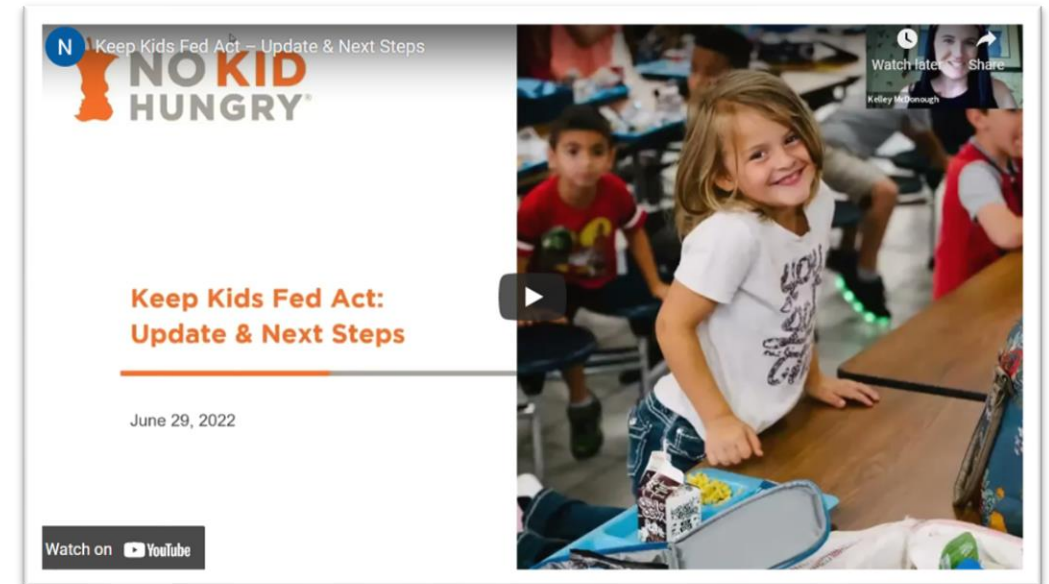 N Keep Kids Fed Act – Update & Next Steps
NO KID
HUNGRY®
Watch later
Share
Kelley McDonough
Keep Kids Fed Act:
Update & Next Steps
June 29, 2022
Watch on YouTube